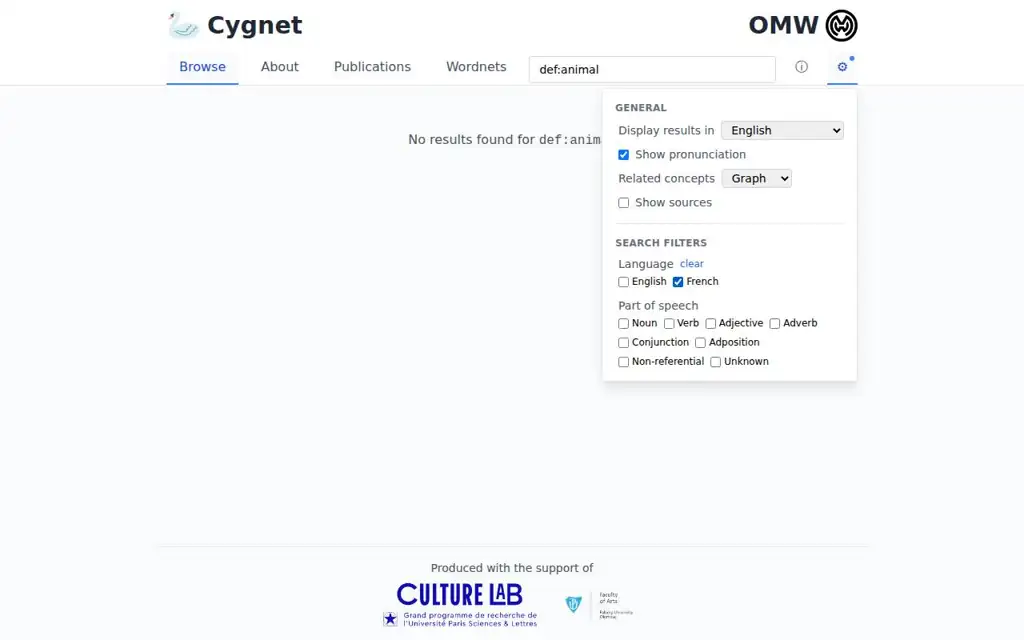 Cygnet
OMW
Browse
About
Publications
Wordnets
def:animal
No results found for def:anima
GENERAL
Display results in English
Show pronunciation
Related concepts Graph
Show sources
SEARCH FILTERS
Language clear
English French
Part of speech
Noun Verb Adjective Adverb
Conjunction Adposition
Non-referential Unknown
Produced with the support of
CULTURE LAB
Grand programme de recherche de
l'Université Paris Sciences & Lettres
Faculty
of Arts